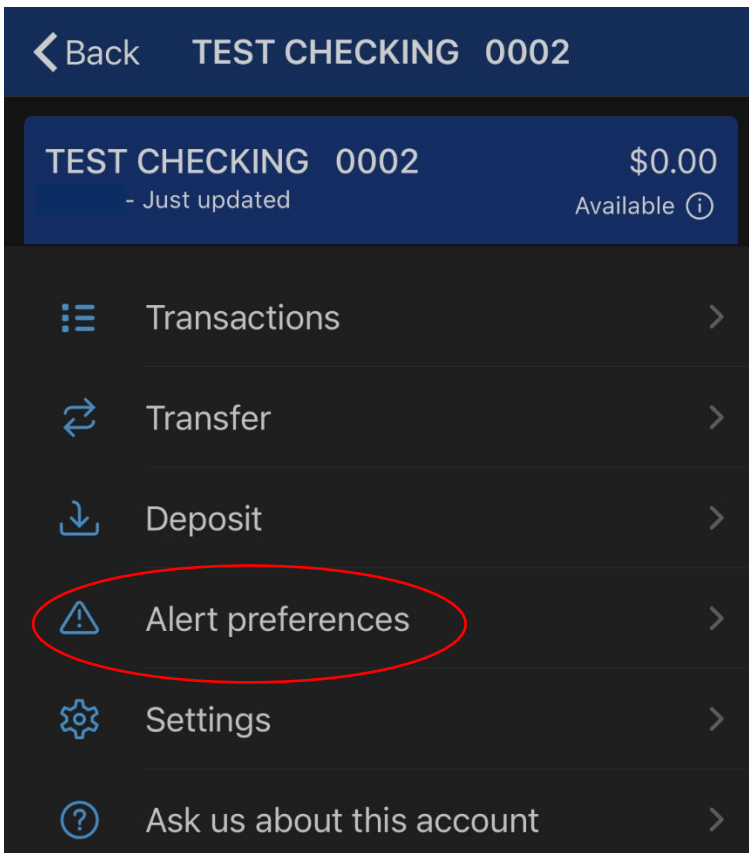 Back TEST CHECKING 0002
TEST CHECKING 0002 $0.00
- Just updated Available
Transactions
Transfer
Deposit
Alert preferences
Settings
Ask us about this account